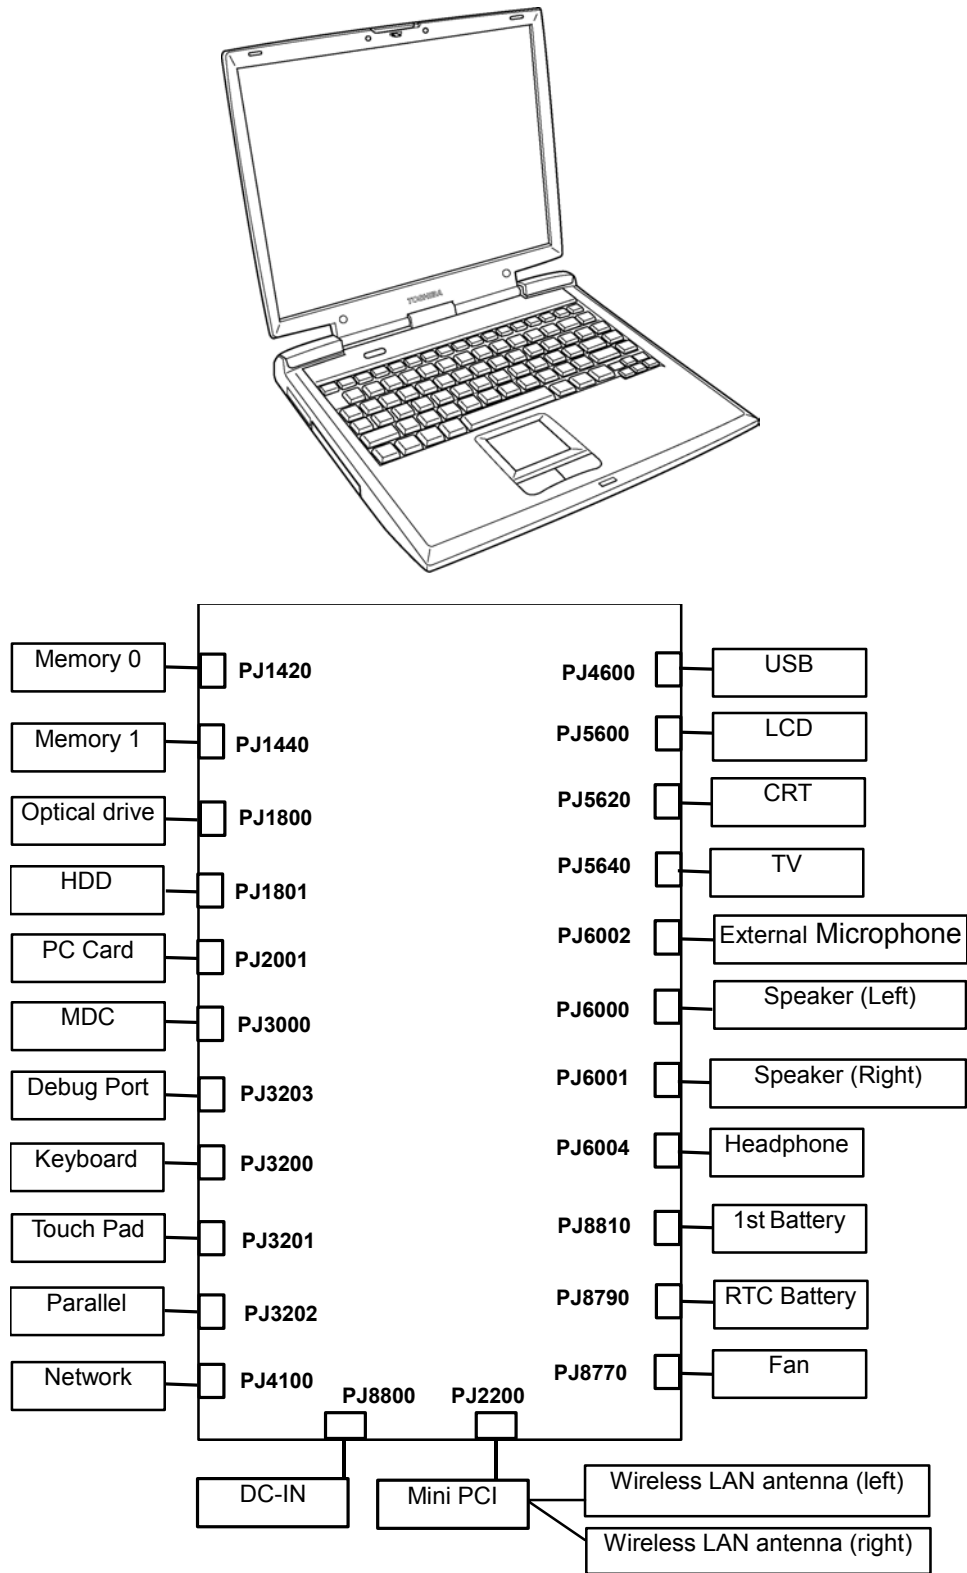 TOSHIBA
Memory 0
PJ1420
PJ4600
USB
Memory 1
PJ1440
PJ5600
LCD
Optical drive
PJ1800
PJ5620
CRT
HDD
PJ1801
PJ5640
TV
PC Card
PJ2001
PJ6002
External Microphone
MDC
PJ3000
PJ6000
Speaker (Left)
Debug Port
PJ3203
PJ6001
Speaker (Right)
Keyboard
PJ3200
PJ6004
Headphone
Touch Pad
PJ3201
PJ8810
1st Battery
Parallel
PJ3202
PJ8790
RTC Battery
Network
PJ4100
PJ8770
Fan
PJ8800
PJ2200
DC-IN
Mini PCI
Wireless LAN antenna (left)
Wireless LAN antenna (right)